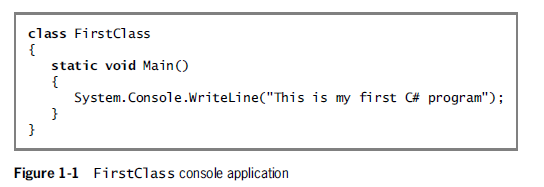 class FirstClass
{
   static void Main()
   {
      System.Console.WriteLine("This is my first C# program");
   }
}
Figure 1-1 FirstClass console application